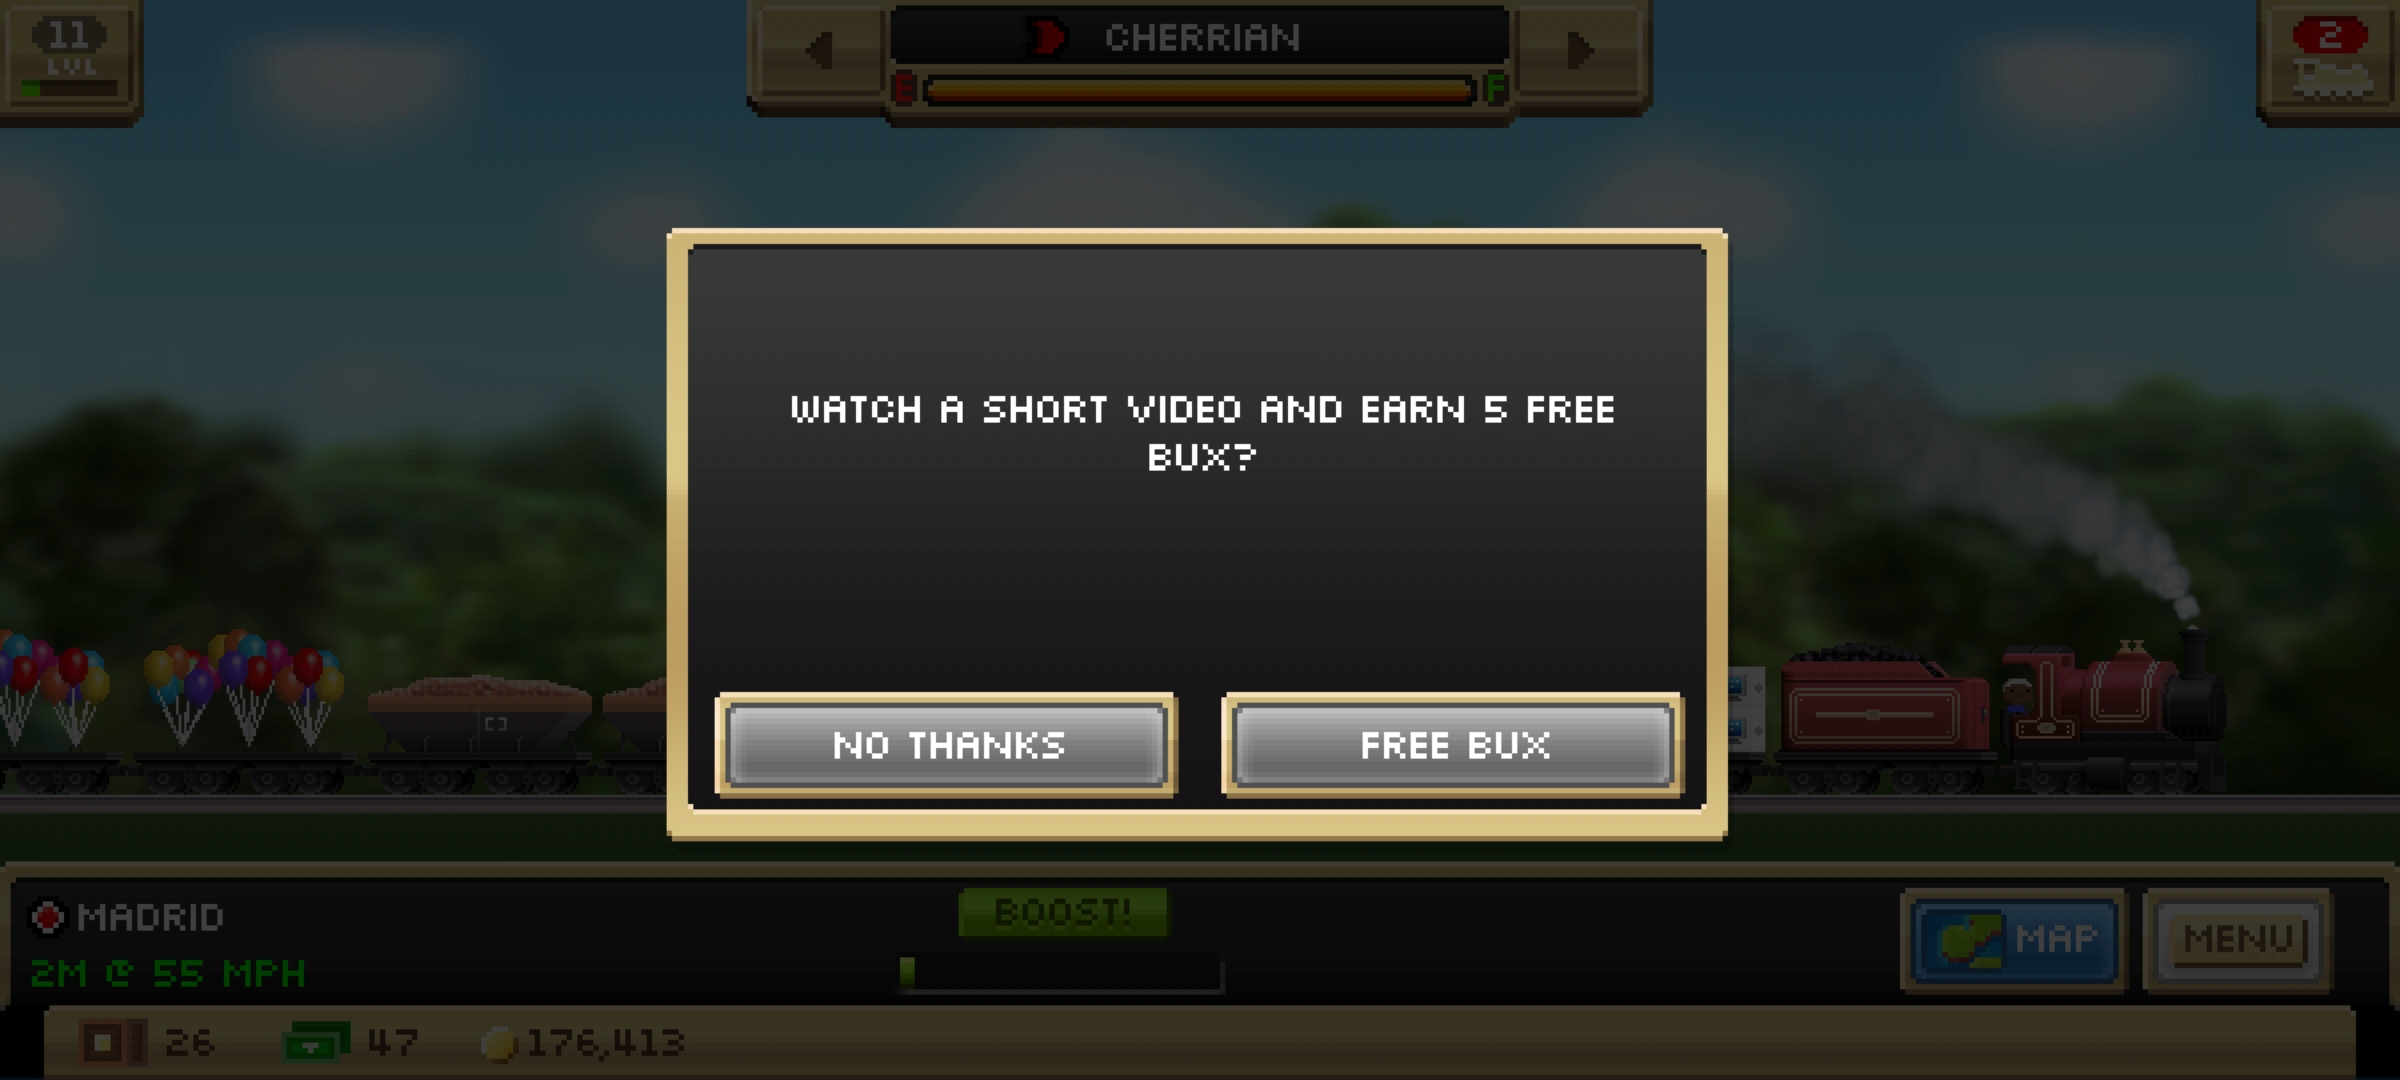 11
LVL
CHERRIAN
E F
2
WATCH A SHORT VIDEO AND EARN 5 FREE
BUX?
NO THANKS
FREE BUX
MADRID
2M @ 55 MPH
BOOST!
MAP
MENU
26
47
176,413